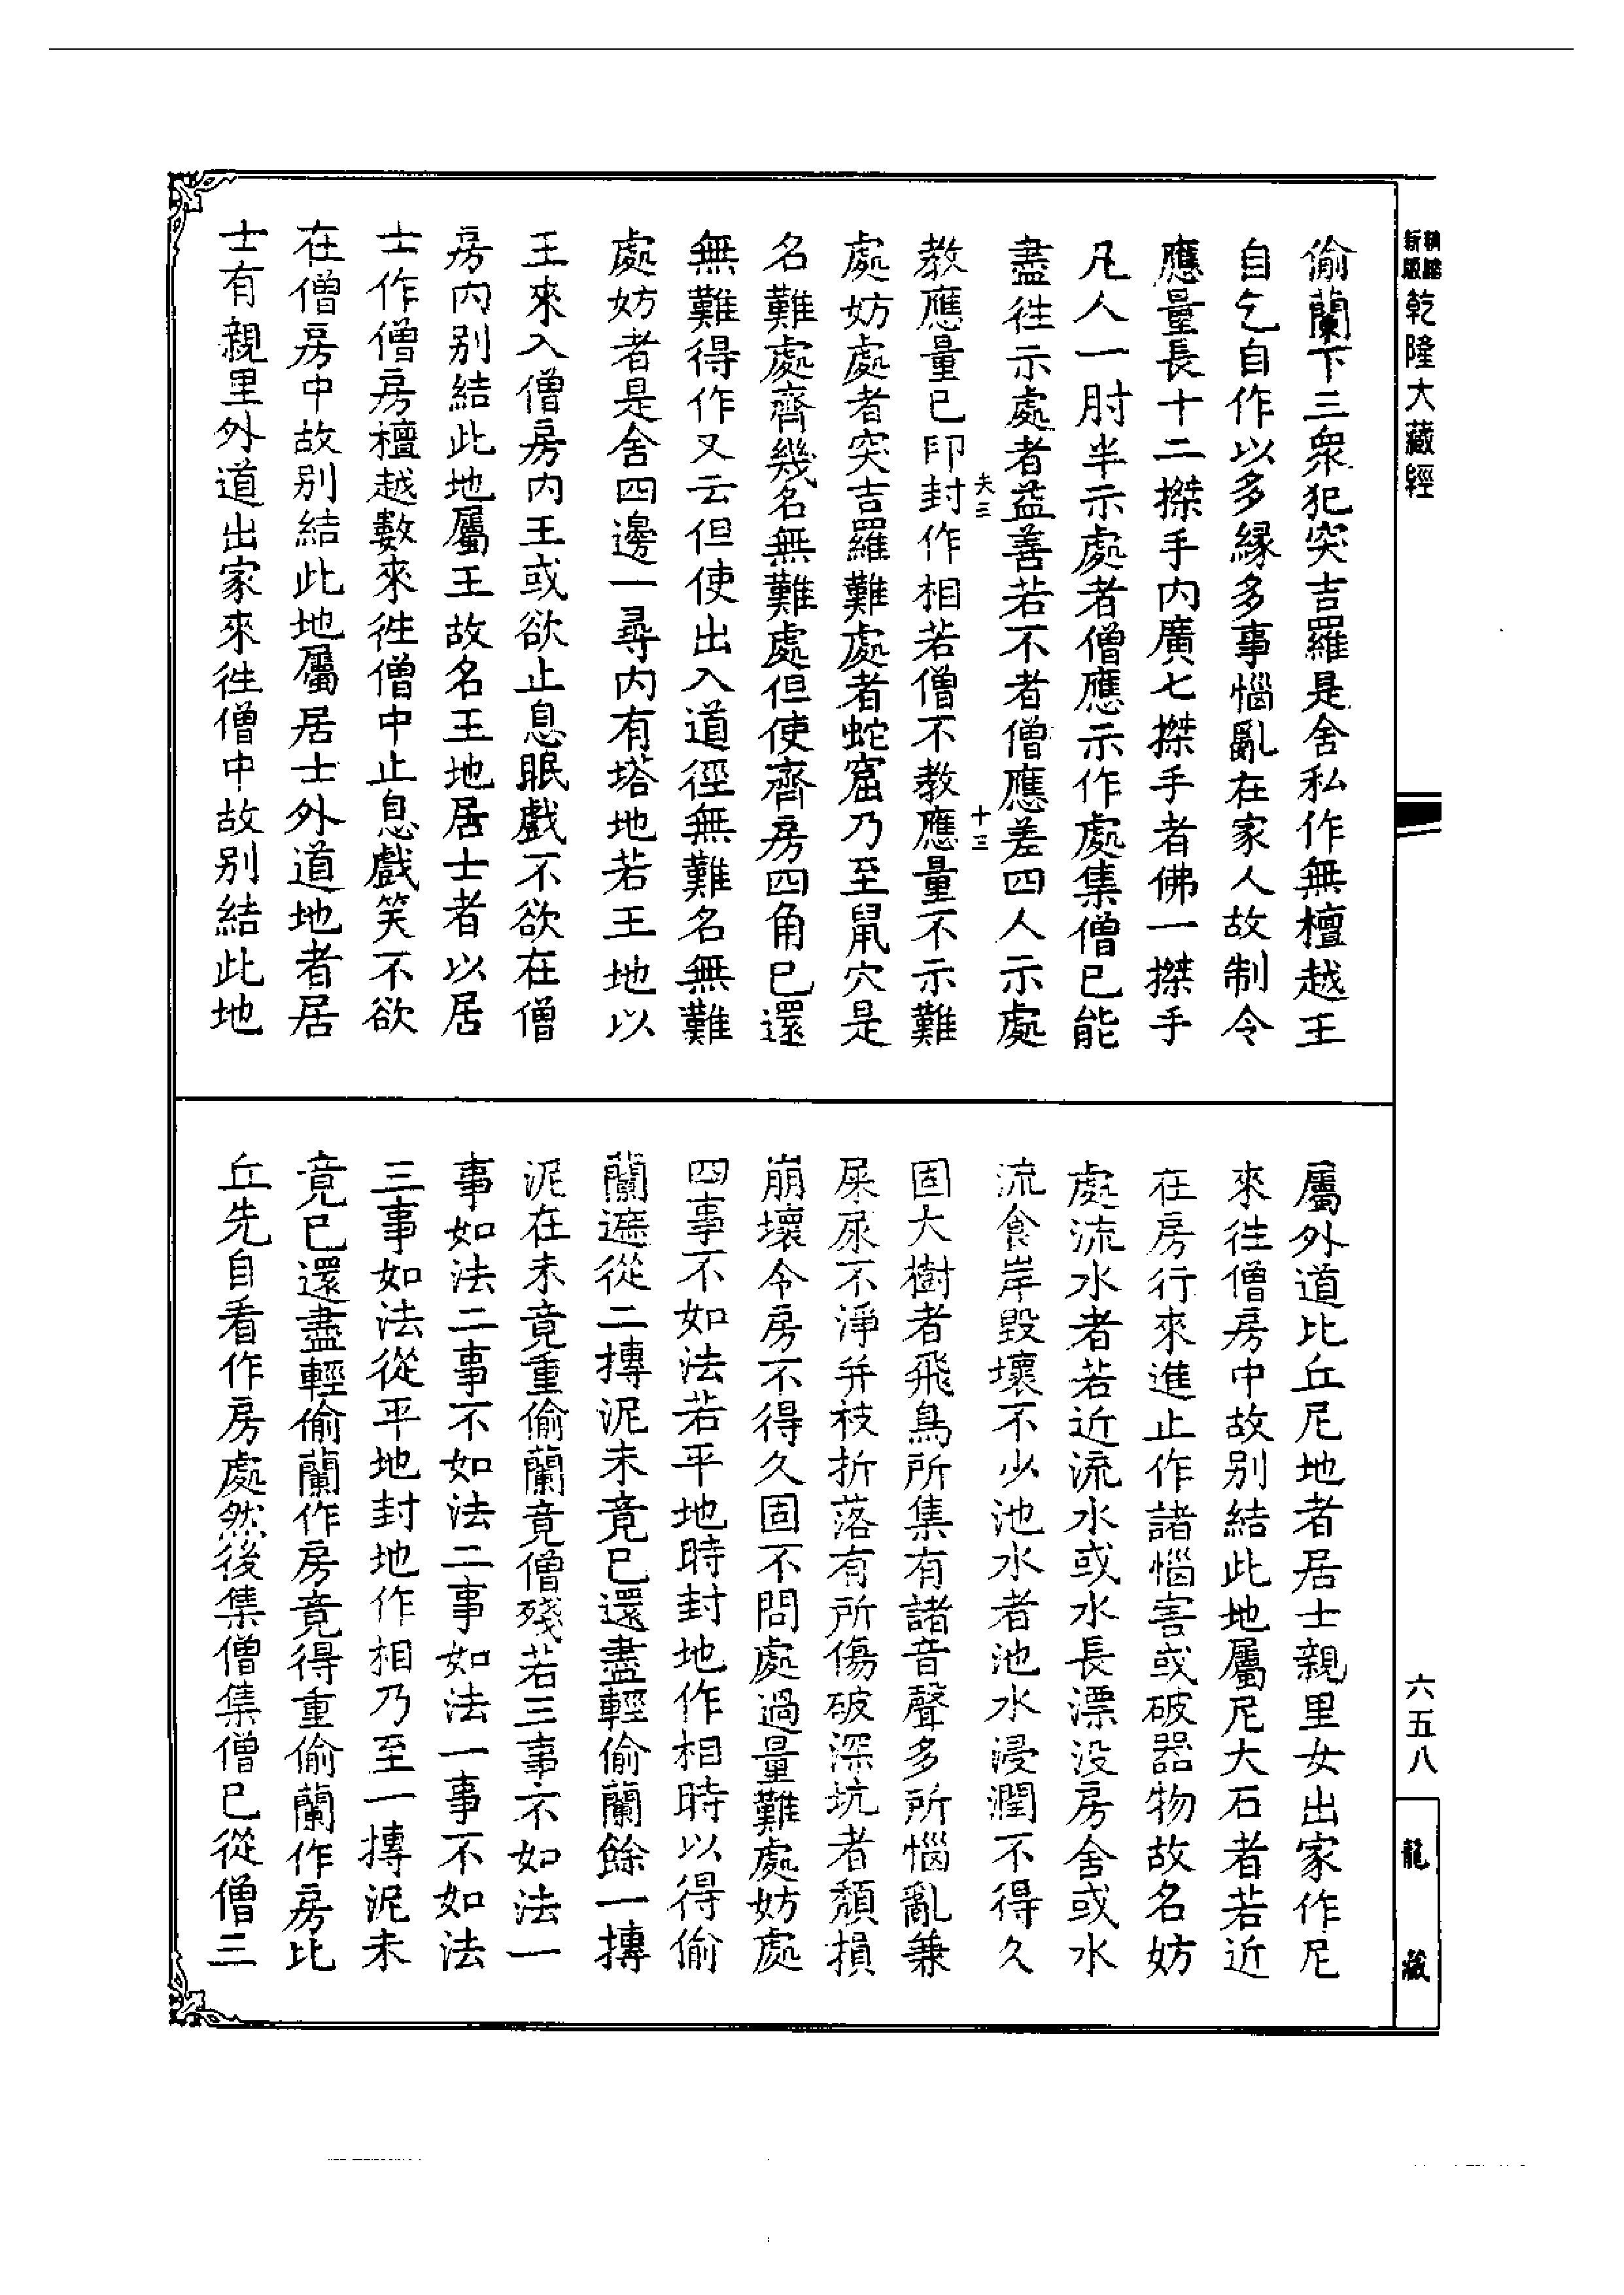 新版
精縮
乾隆大藏經
偷蘭下三衆犯突吉羅是舍私作無檀越王
自乞自作以多緣多事惱亂在家人故制令
應量長十二搩手內廣七搩手者佛一搩手
凡人一肘半示處者僧應示作處集僧已能
盡往示處者益善若不者僧應差四人示處
夫三
十三
教應量已印封作相若僧不教應量不示難
處妨處者突吉羅難處者蛇窟乃至鼠穴是
名難處齊幾名無難處但使齊房四角已還
無難得作又云但使出入道徑無難名無難
處妨者是舍四邊一尋內有塔地若王地以
王來入僧房內王或欲止息眠戲不欲在僧
房內別結此地屬王故名王地居士者以居
士作僧房檀越數來往僧中止息戲笑不欲
在僧房中故別結此地屬居士外道地者居
士有親里外道出家來往僧中故別結此地
屬外道比丘尼地者居士親里女出家作尼
來往僧房中故別結此地屬尼大石者若近
在房行來進止作諸惱害或破器物故名妨
處流水者若近流水或水長漂沒房舍或水
流食岸毀壞不少池水者池水浸潤不得久
固大樹者飛鳥所集有諸音聲多所惱亂兼
屎尿不淨并枝折落有所傷破深坑者頹損
崩壞令房不得久固不問處過量難處妨處
四事不如法若平地時封地作相時以得偷
蘭遮從二摶泥未竟已還盡輕偷蘭餘一摶
泥在未竟重偷蘭竟僧殘若三事不如法一
事如法二事不如法二事如法一事不如法
三事如法從平地封地作相乃至一摶泥未
竟已還盡輕偷蘭作房竟得重偷蘭作房比
丘先自看作房處然後集僧集僧已從僧三
六五八
龍藏